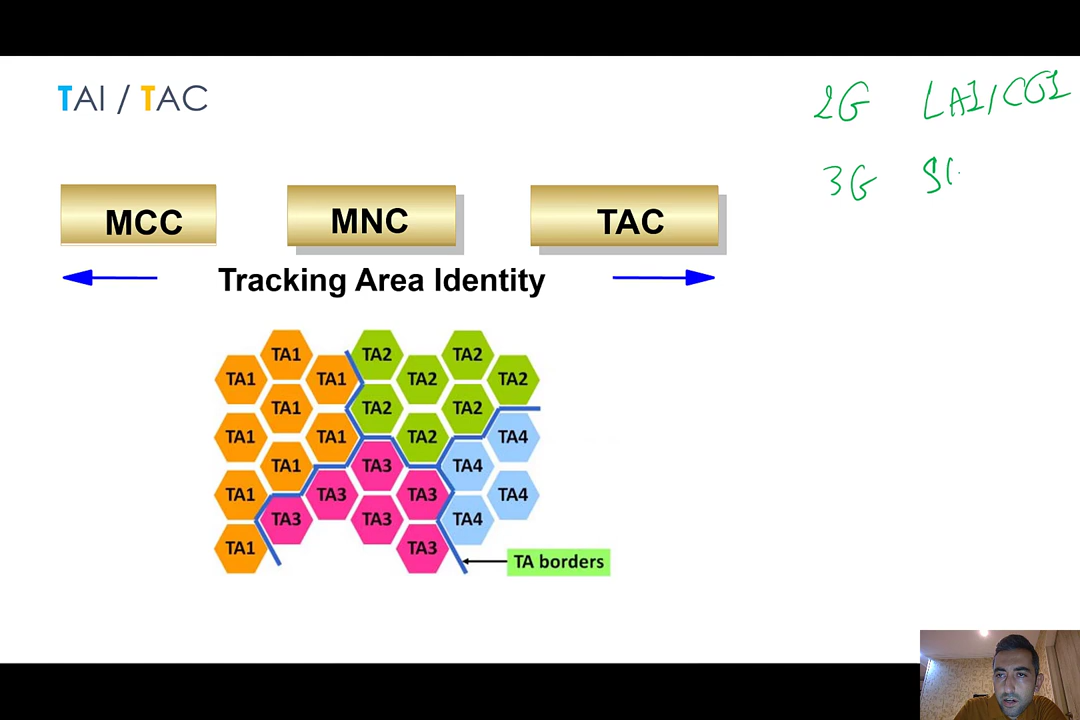 TAI / TAC
2G LAI/CGI
3G
MCC MNC TAC
Tracking Area Identity
TA1 TA2 TA2
TA1 TA1 TA2 TA2
TA1 TA2 TA2
TA1 TA1 TA2 TA4
TA1 TA3 TA4
TA1 TA3 TA3 TA4
TA3 TA3 TA4
TA1 TA3
TA borders